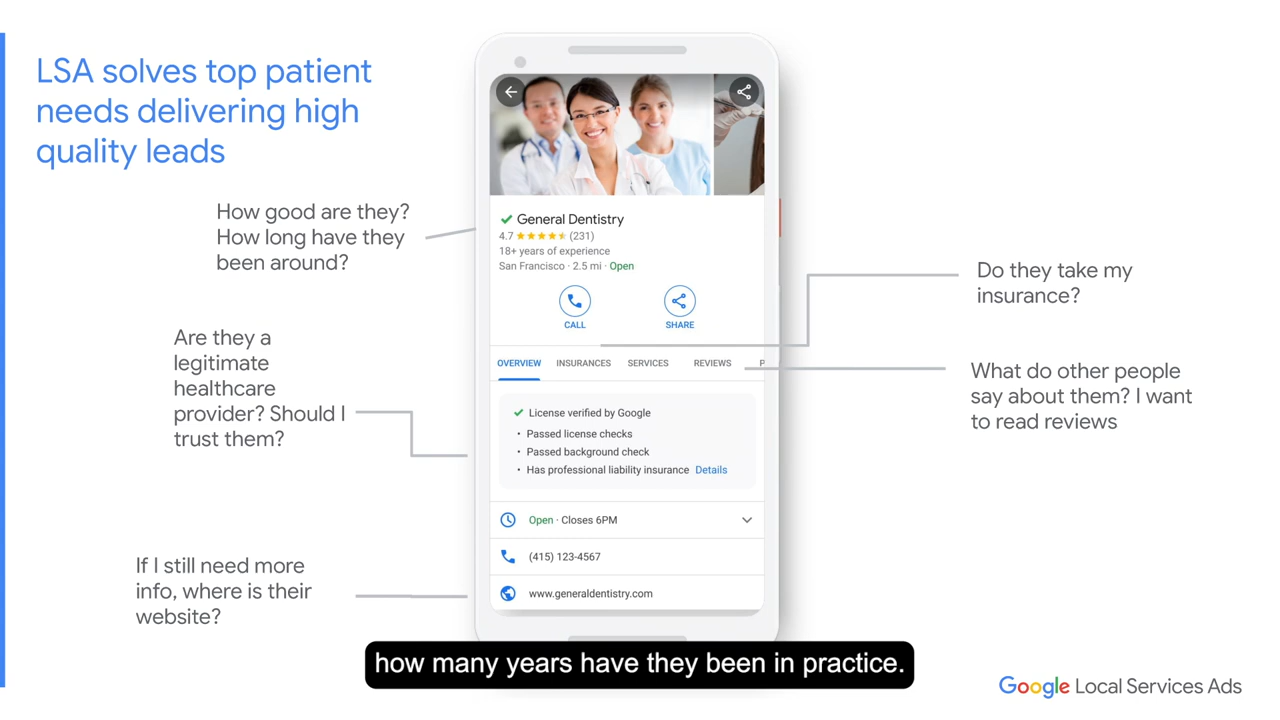 LSA solves top patient
needs delivering high
quality leads
How good are they?
How long have they
been around?
Are they a
legitimate
healthcare
provider? Should I
trust them?
If I still need more
info, where is their
website?
General Dentistry
4.7 (231)
18+ years of experience
San Francisco · 2.5 mi · Open
CALL SHARE
OVERVIEW INSURANCES SERVICES REVIEWS P
License verified by Google
• Passed license checks
• Passed background check
• Has professional liability insurance Details
Open · Closes 6PM
(415) 123-4567
www.generaldentistry.com
Do they take my
insurance?
What do other people
say about them? I want
to read reviews
how many years have they been in practice.
Google Local Services Ads